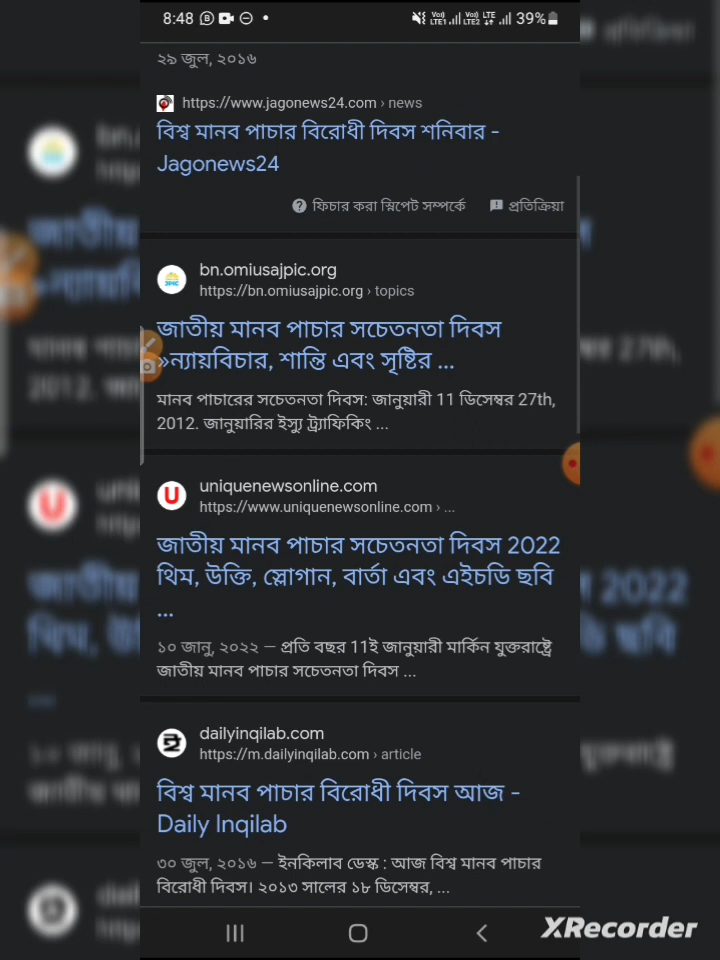 8:48 39%
২৯ জুল, ২০১৬
https://www.jagonews24.com › news
বিশ্ব মানব পাচার বিরোধী দিবস শনিবার -
Jagonews24
ফিচার করা স্নিপেট সম্পর্কে প্রতিক্রিয়া
bn.omiusajpic.org
https://bn.omiusajpic.org › topics
জাতীয় মানব পাচার সচেতনতা দিবস
»ন্যায়বিচার, শান্তি এবং সৃষ্টির ...
মানব পাচারের সচেতনতা দিবস: জানুয়ারী 11 ডিসেম্বর 27th,
2012. জানুয়ারির ইস্যু ট্র্যাফিকিং ...
uniquenewsonline.com
https://www.uniquenewsonline.com › ...
জাতীয় মানব পাচার সচেতনতা দিবস 2022
থিম, উক্তি, স্লোগান, বার্তা এবং এইচডি ছবি
...
১০ জানু, ২০২২ — প্রতি বছর 11ই জানুয়ারী মার্কিন যুক্তরাষ্ট্রে
জাতীয় মানব পাচার সচেতনতা দিবস ...
dailyinqilab.com
https://m.dailyinqilab.com › article
বিশ্ব মানব পাচার বিরোধী দিবস আজ -
Daily Inqilab
৩০ জুল, ২০১৬ — ইনকিলাব ডেস্ক : আজ বিশ্ব মানব পাচার
বিরোধী দিবস। ২০১৩ সালের ১৮ ডিসেম্বর, ...
XRecorder